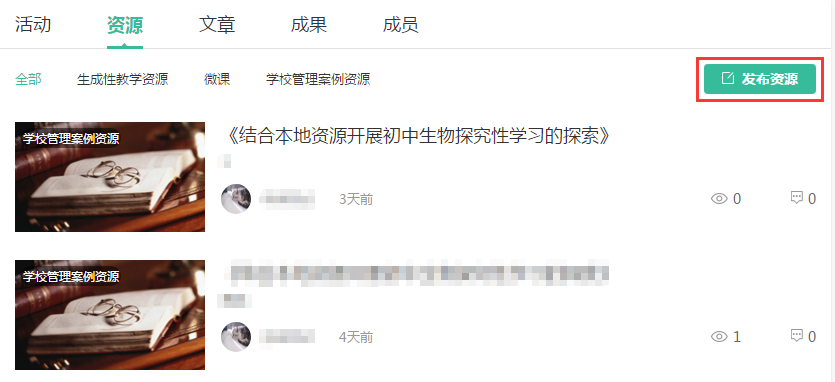 活动 资源 文章 成果 成员
全部 生成性教学资源 微课 学校管理案例资源 发布资源
学校管理案例资源
《结合本地资源开展初中生物探究性学习的探索》
3天前 0 0
学校管理案例资源
4天前 1 0